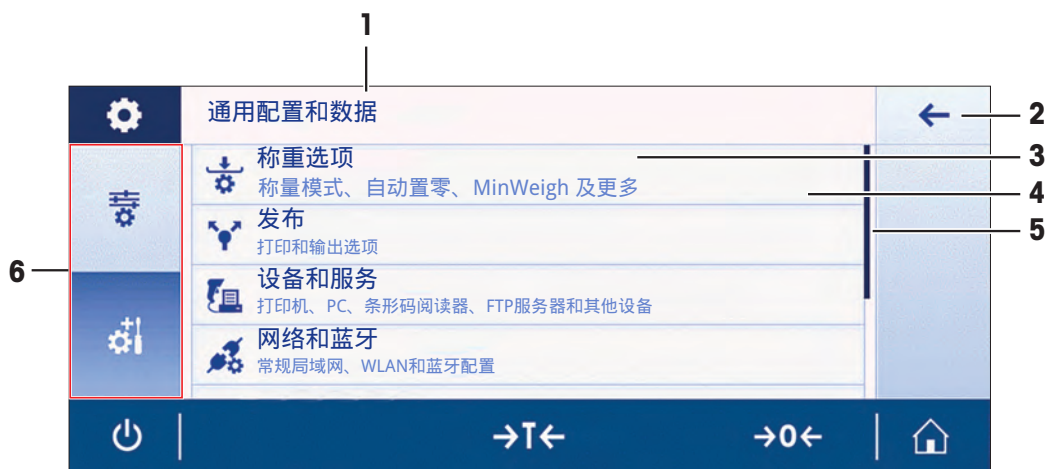 1
通用配置和数据
2
称重选项
3
称量模式、自动置零、MinWeigh 及更多
4
发布
5
打印和输出选项
6
设备和服务
打印机、PC、条形码阅读器、FTP服务器和其他设备
网络和蓝牙
常规局域网、WLAN和蓝牙配置
→T←
→0←